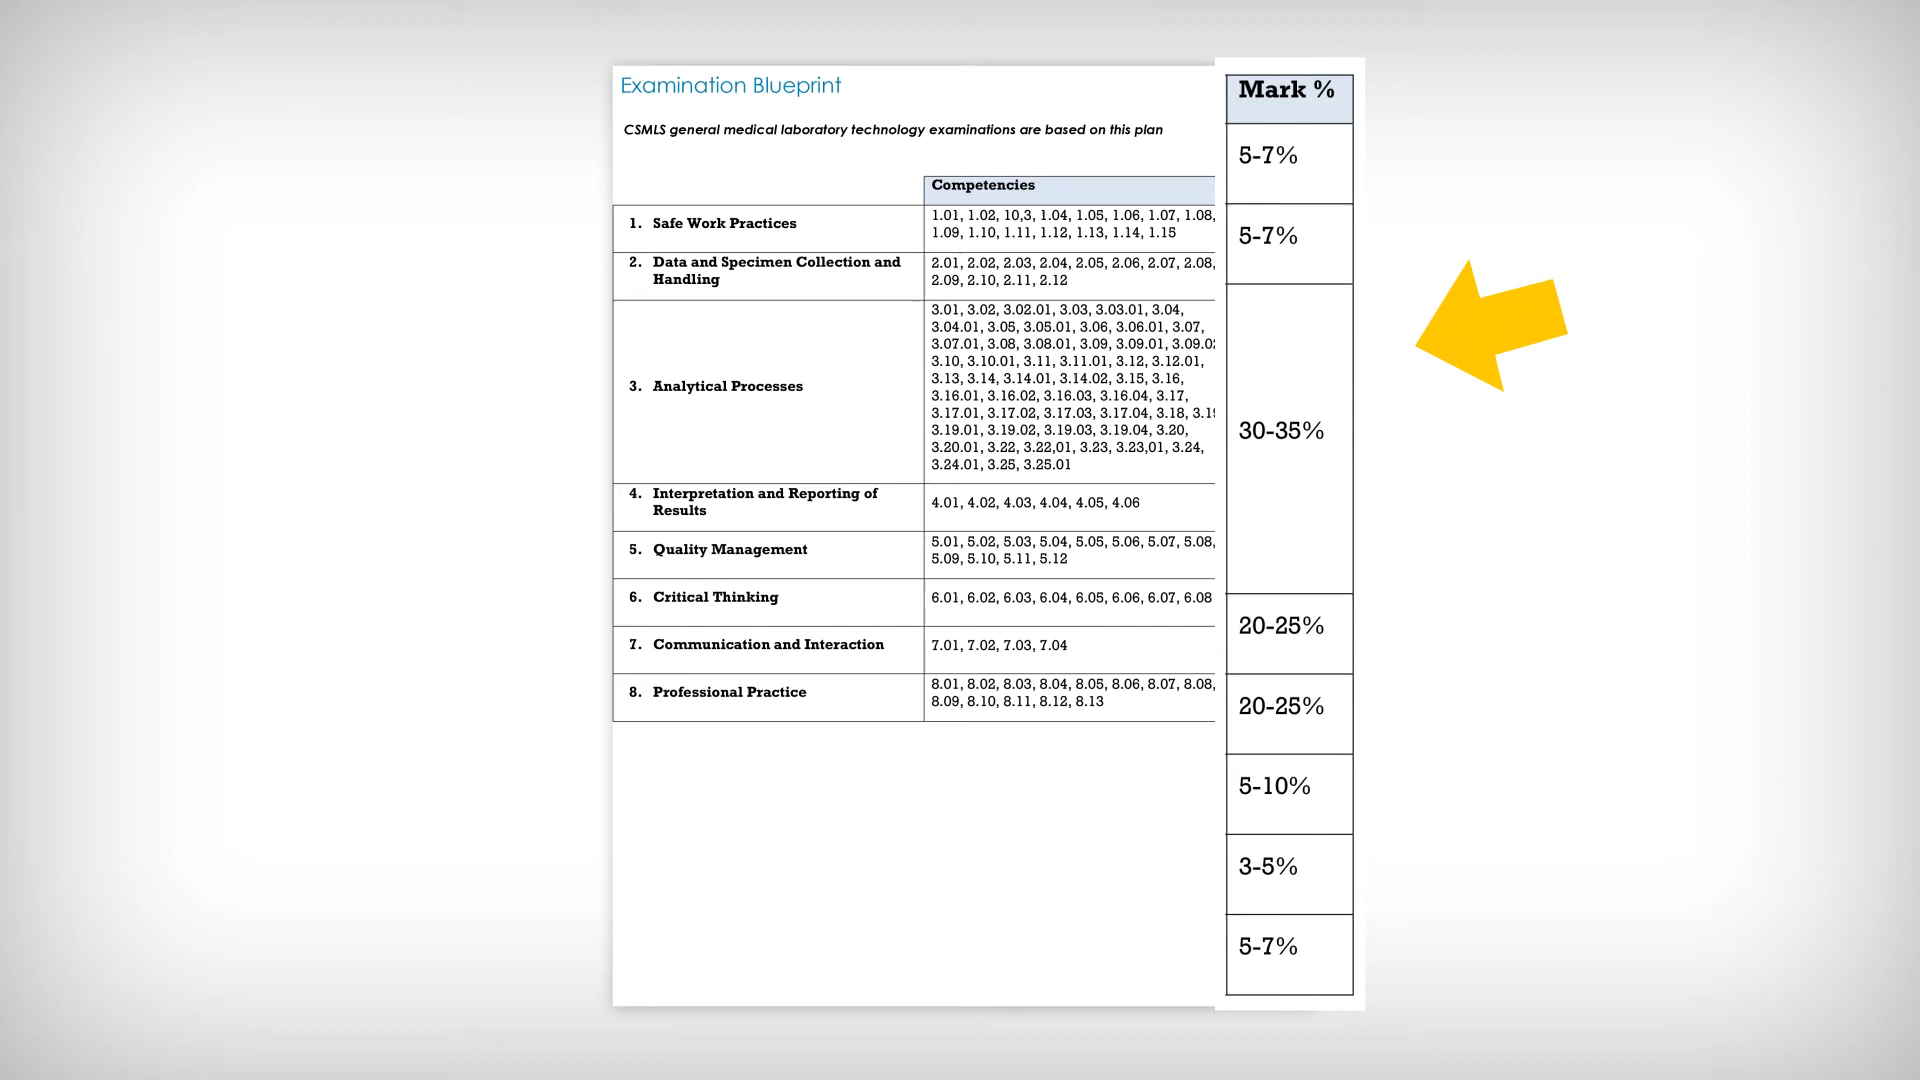 Examination Blueprint
CSMLS general medical laboratory technology examinations are based on this plan
Competencies
1. Safe Work Practices
1.01, 1.02, 10,3, 1.04, 1.05, 1.06, 1.07, 1.08,
1.09, 1.10, 1.11, 1.12, 1.13, 1.14, 1.15
2. Data and Specimen Collection and
Handling
2.01, 2.02, 2.03, 2.04, 2.05, 2.06, 2.07, 2.08,
2.09, 2.10, 2.11, 2.12
3. Analytical Processes
3.01, 3.02, 3.02.01, 3.03, 3.03.01, 3.04,
3.04.01, 3.05, 3.05.01, 3.06, 3.06.01, 3.07,
3.07.01, 3.08, 3.08.01, 3.09, 3.09.01,
3.10, 3.10.01, 3.11, 3.11.01, 3.12, 3.12.01,
3.13, 3.14, 3.14.01, 3.14.02, 3.15, 3.16,
3.16.01, 3.16.02, 3.16.03, 3.16.04, 3.17,
3.17.01, 3.17.02, 3.17.03, 3.17.04, 3.18,
3.19.01, 3.19.02, 3.19.03, 3.19.04, 3.20,
3.20.01, 3.22, 3.22,01, 3.23, 3.23,01, 3.24,
3.24.01, 3.25, 3.25.01
4. Interpretation and Reporting of
Results
4.01, 4.02, 4.03, 4.04, 4.05, 4.06
5. Quality Management
5.01, 5.02, 5.03, 5.04, 5.05, 5.06, 5.07, 5.08,
5.09, 5.10, 5.11, 5.12
6. Critical Thinking
6.01, 6.02, 6.03, 6.04, 6.05, 6.06, 6.07, 6.08
7. Communication and Interaction
7.01, 7.02, 7.03, 7.04
8. Professional Practice
8.01, 8.02, 8.03, 8.04, 8.05, 8.06, 8.07, 8.08,
8.09, 8.10, 8.11, 8.12, 8.13
Mark %
5-7%
5-7%
30-35%
20-25%
20-25%
5-10%
3-5%
5-7%